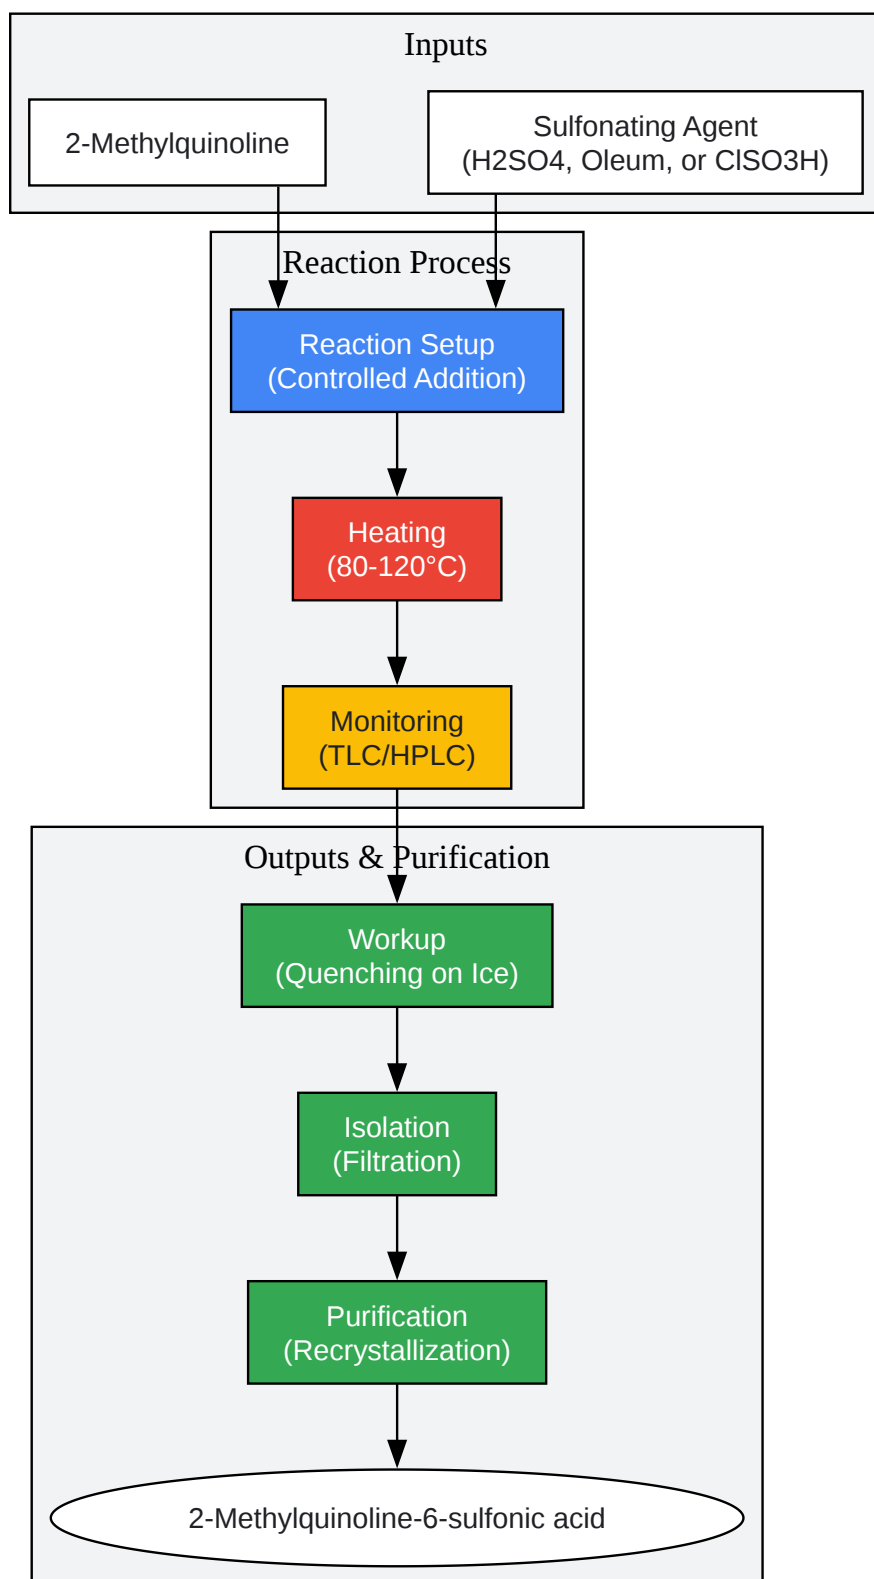 Inputs
2-Methylquinoline
Sulfonating Agent
(H2SO4, Oleum, or ClSO3H)
Reaction Process
Reaction Setup
(Controlled Addition)
Heating
(80-120°C)
Monitoring
(TLC/HPLC)
Outputs & Purification
Workup
(Quenching on Ice)
Isolation
(Filtration)
Purification
(Recrystallization)
2-Methylquinoline-6-sulfonic acid